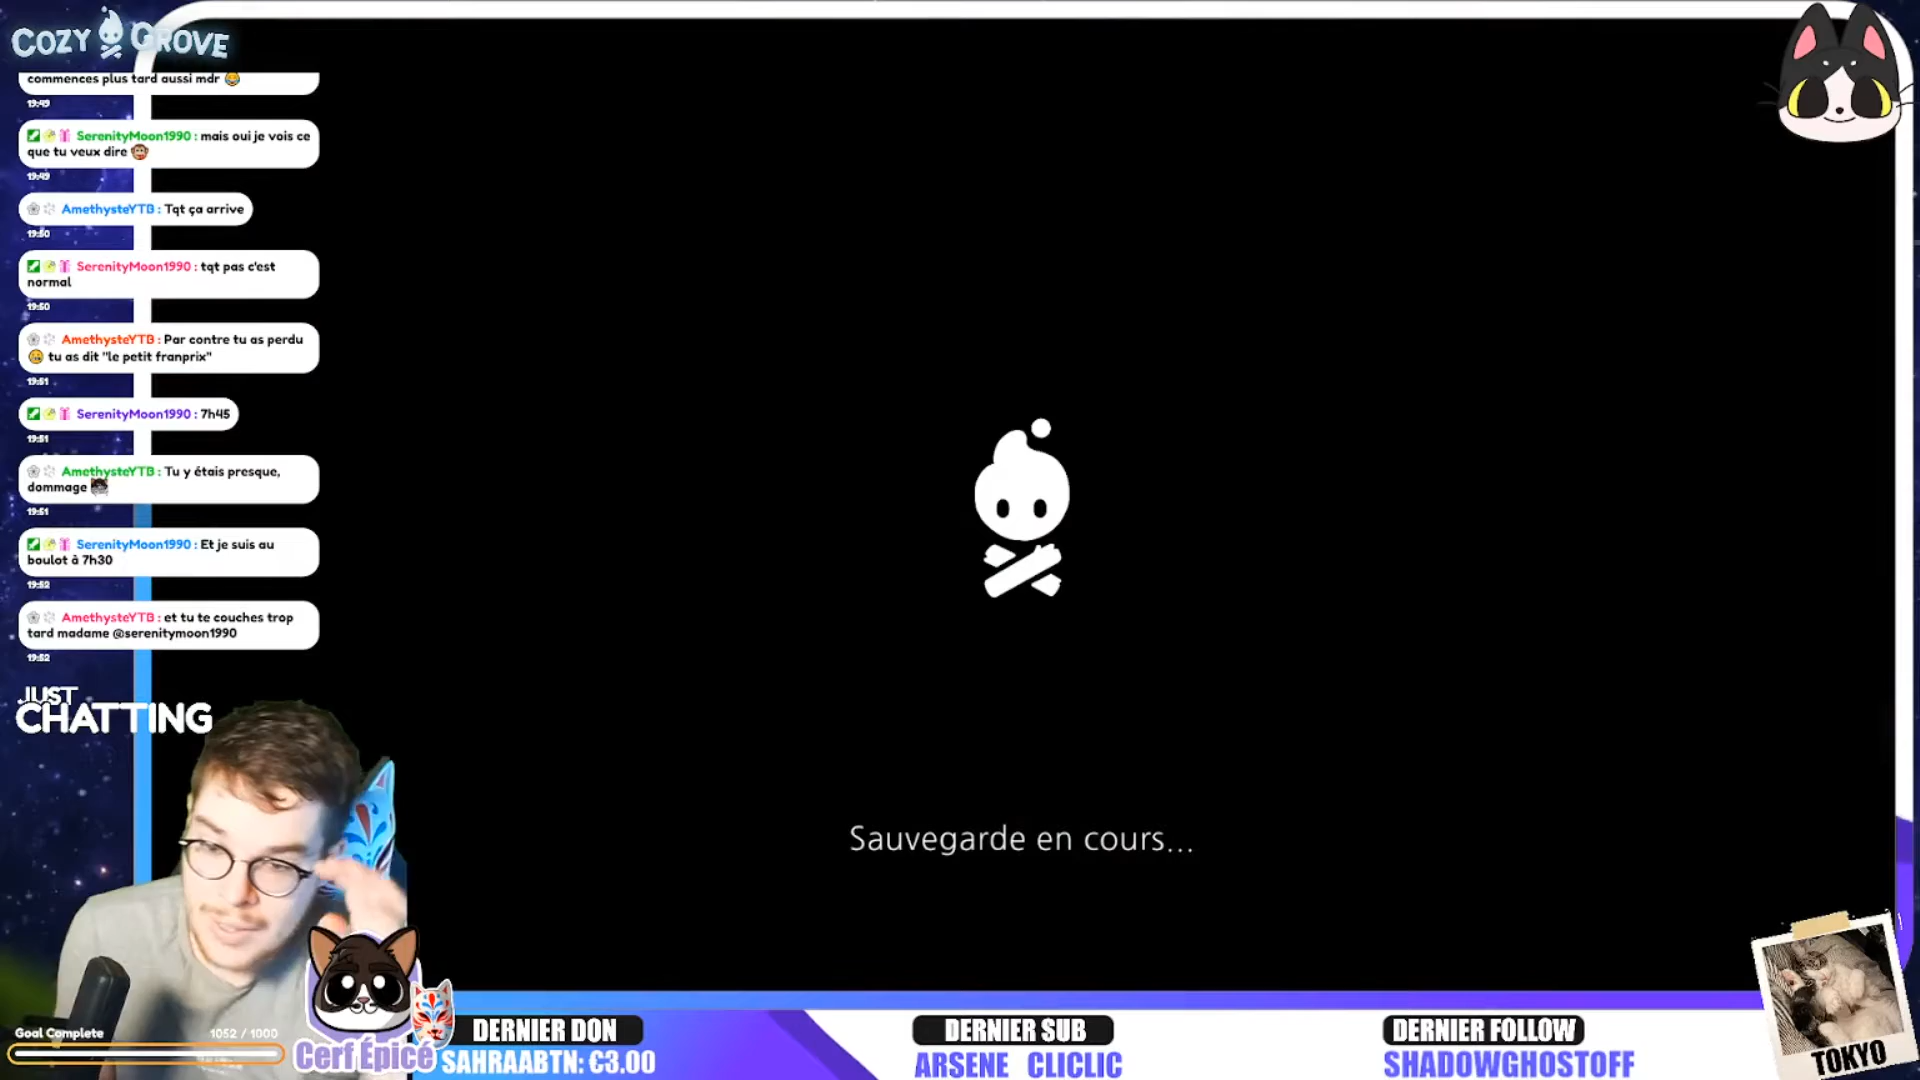 COZY GROVE
commences plus tard aussi mdr
19:49
SerenityMoon1990 : mais oui je vois ce
que tu veux dire
19:49
AmethysteYTB : Tqt ça arrive
19:50
SerenityMoon1990 : tqt pas c'est
normal
19:50
AmethysteYTB : Par contre tu as perdu
tu as dit "le petit franprix"
19:51
SerenityMoon1990 : 7h45
19:51
AmethysteYTB : Tu y étais presque,
dommage
19:51
SerenityMoon1990 : Et je suis au
boulot à 7h30
19:52
AmethysteYTB : et tu te couches trop
tard madame @serenitymoon1990
19:52
JUST
CHATTING
Sauvegarde en cours...
Goal Complete 1052 / 1000
Cerf Épicé
DERNIER DON
SAHRAABTN: €3.00
DERNIER SUB
ARSENE_CLICLIC
DERNIER FOLLOW
SHADOWGHOSTOFF
TOKYO